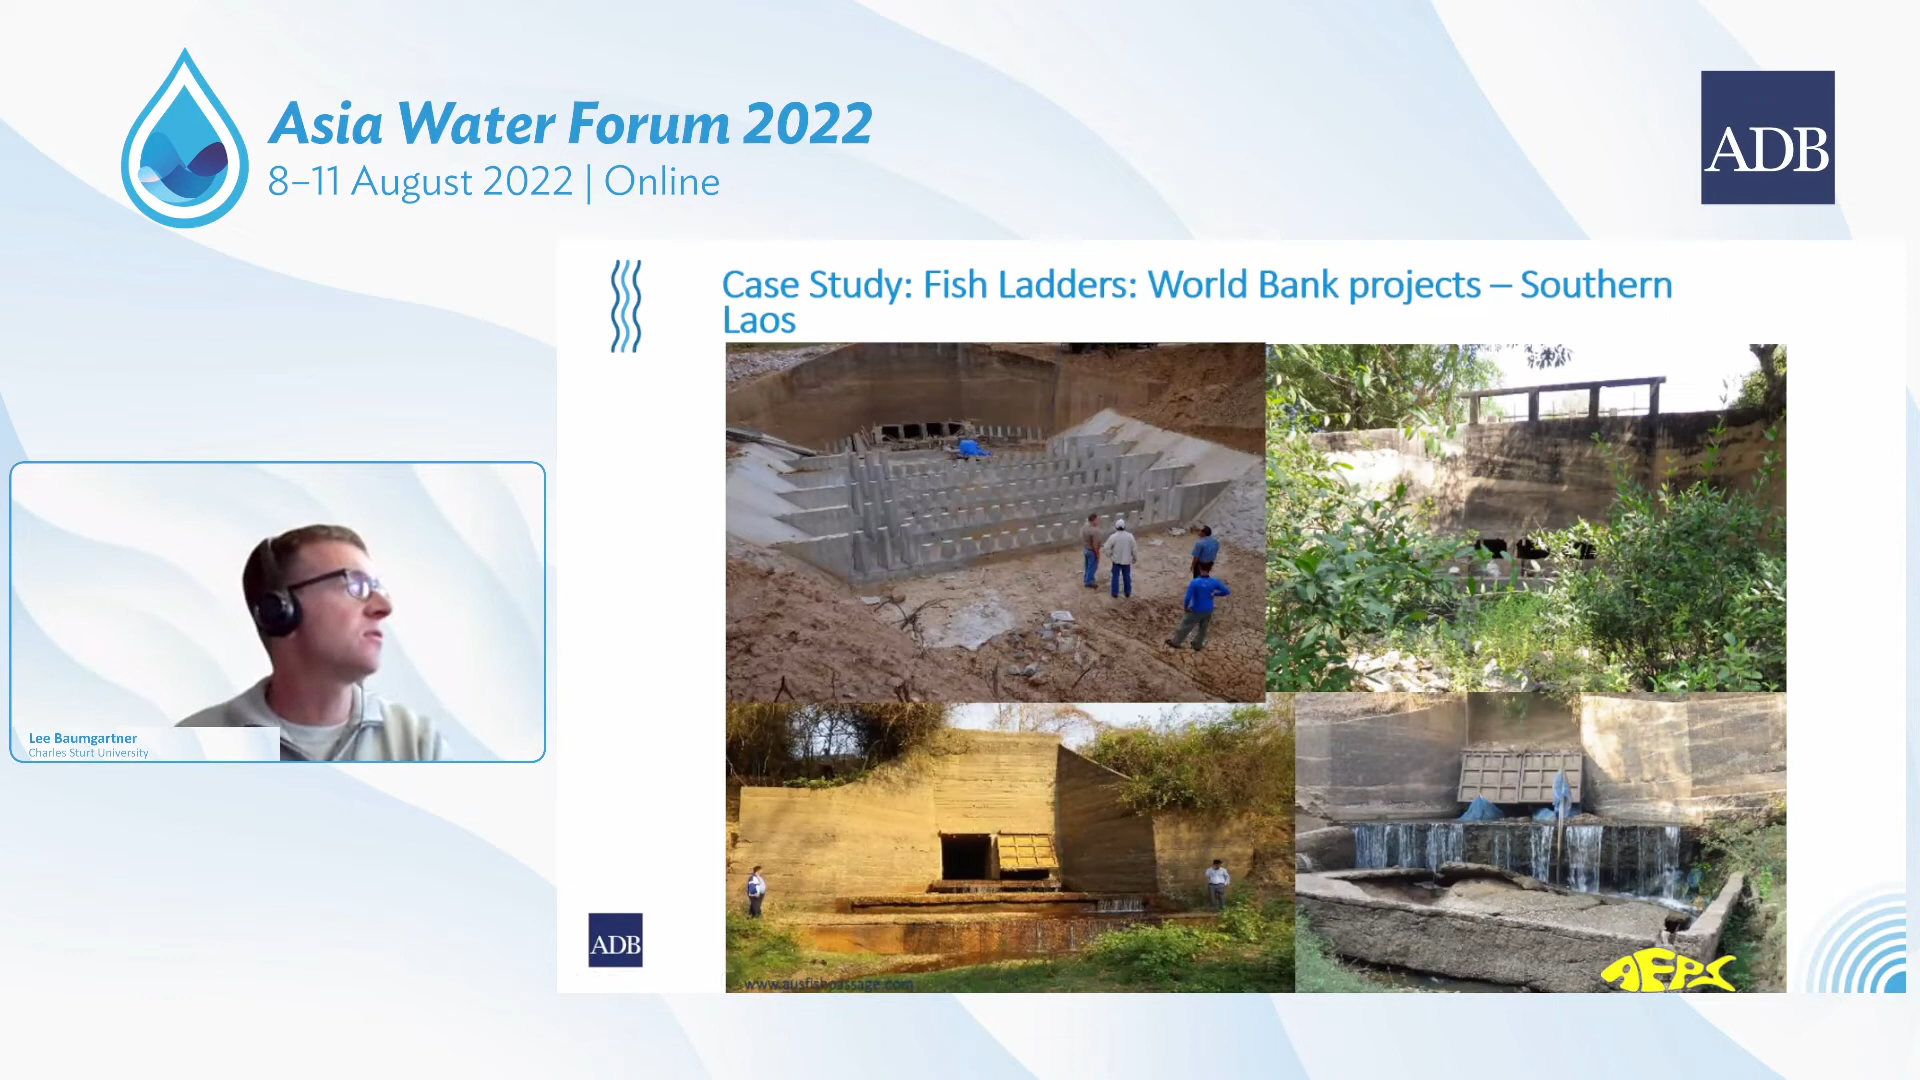 Asia Water Forum 2022
8–11 August 2022 | Online
ADB
Case Study: Fish Ladders: World Bank projects – Southern
Laos
Lee Baumgartner
Charles Sturt University
ADB
www.ausfishpassage.com
AFPS